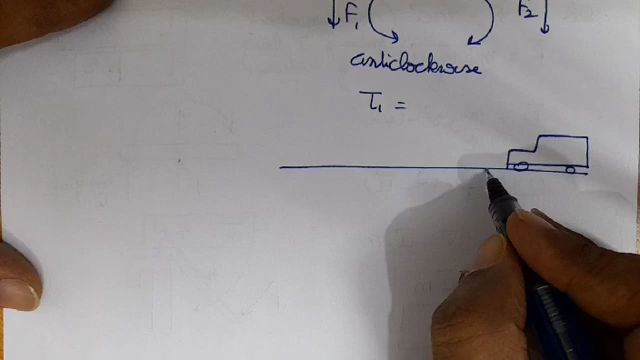 F₁ F₂
anticlockwise
τ₁ =